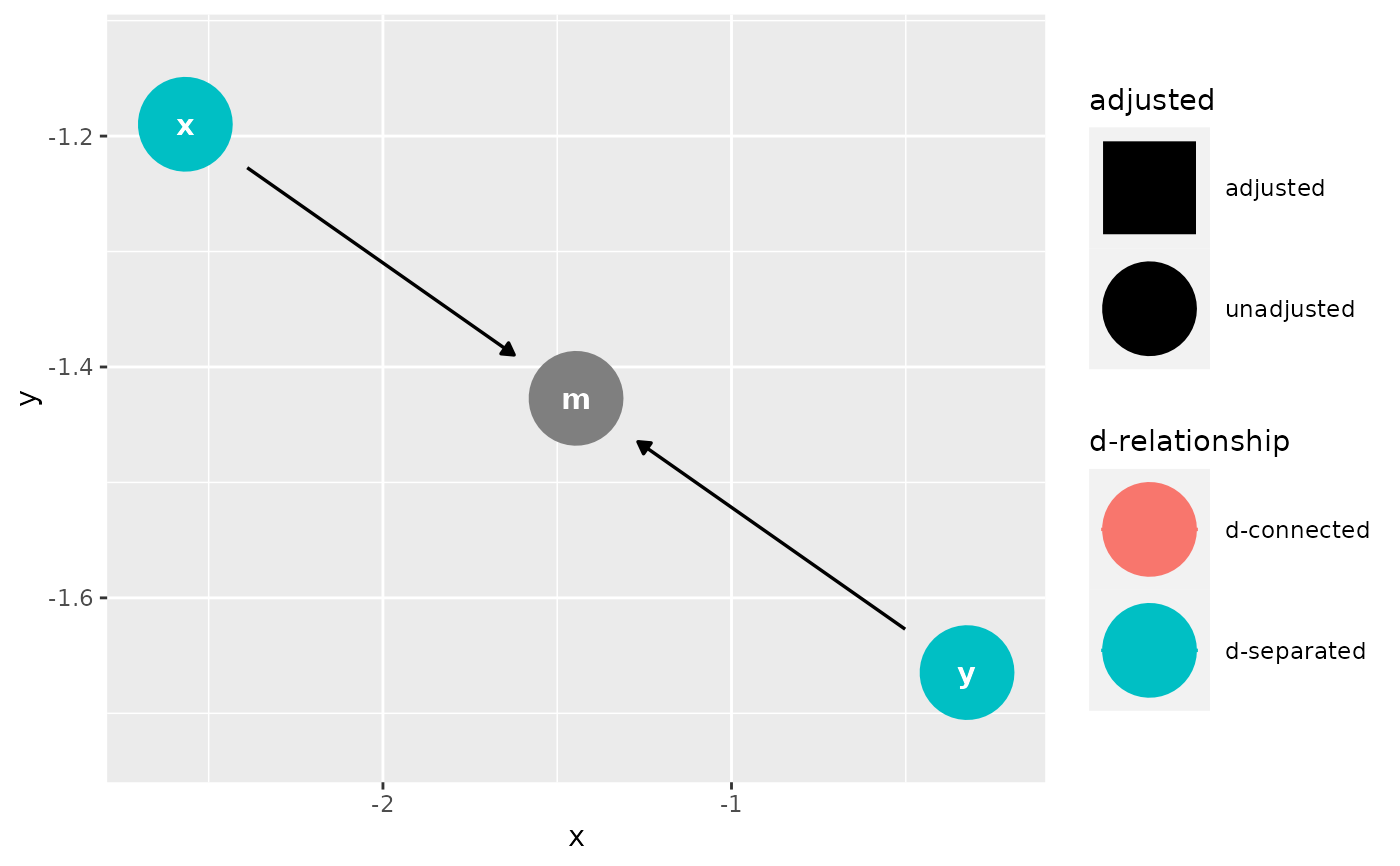 x
m
y
-1.2
-1.4
-1.6
y
-2
-1
x
adjusted
adjusted
unadjusted
d-relationship
d-connected
d-separated